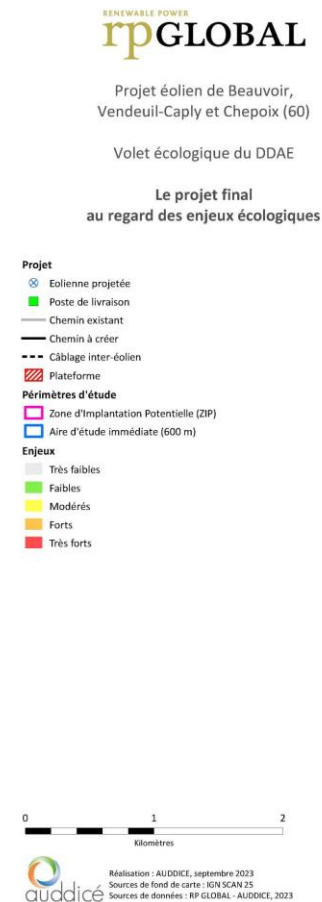 RENEWABLE POWER
rpGLOBAL
Projet éolien de Beauvoir,
Vendeuil-Caply et Chepoix (60)
Volet écologique du DDAE
Le projet final
au regard des enjeux écologiques
Projet
Eolienne projetée
Poste de livraison
Chemin existant
Chemin à créer
Câblage inter-éolien
Plateforme
Périmètres d'étude
Zone d'Implantation Potentielle (ZIP)
Aire d'étude immédiate (600 m)
Enjeux
Très faibles
Faibles
Modérés
Forts
Très forts
0 1 2
Kilomètres
auddicé
Réalisation : AUDDICE, septembre 2023
Sources de fond de carte : IGN SCAN 25
Sources de données : RP GLOBAL - AUDDICE, 2023